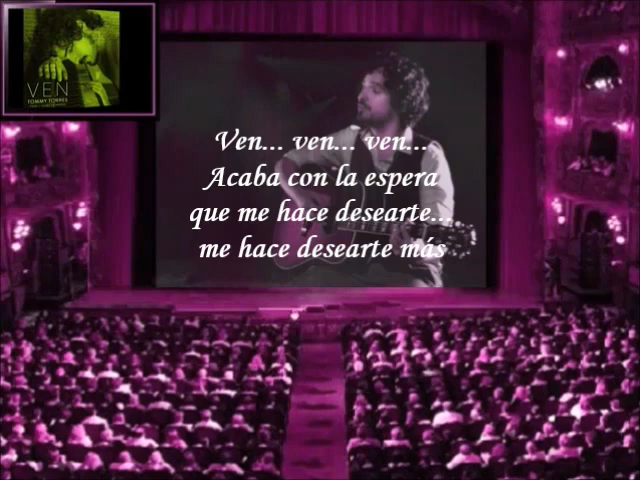 VEN
TOMMY TORRES
Ven... ven... ven...
Acaba con la espera
que me hace desearte...
me hace desearte más